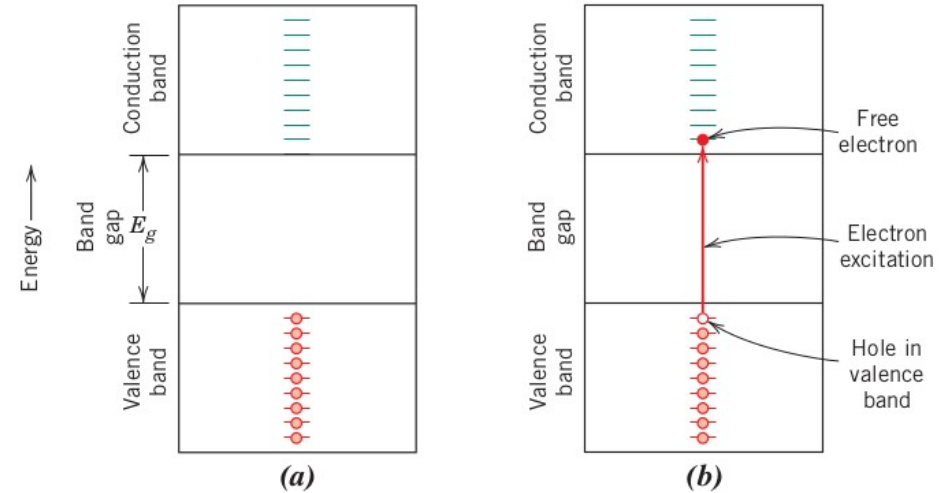 Energy
Conduction
band
Band
gap
E_g
Valence
band
(a)
Conduction
band
Band
gap
Valence
band
Free
electron
Electron
excitation
Hole in
valence
band
(b)